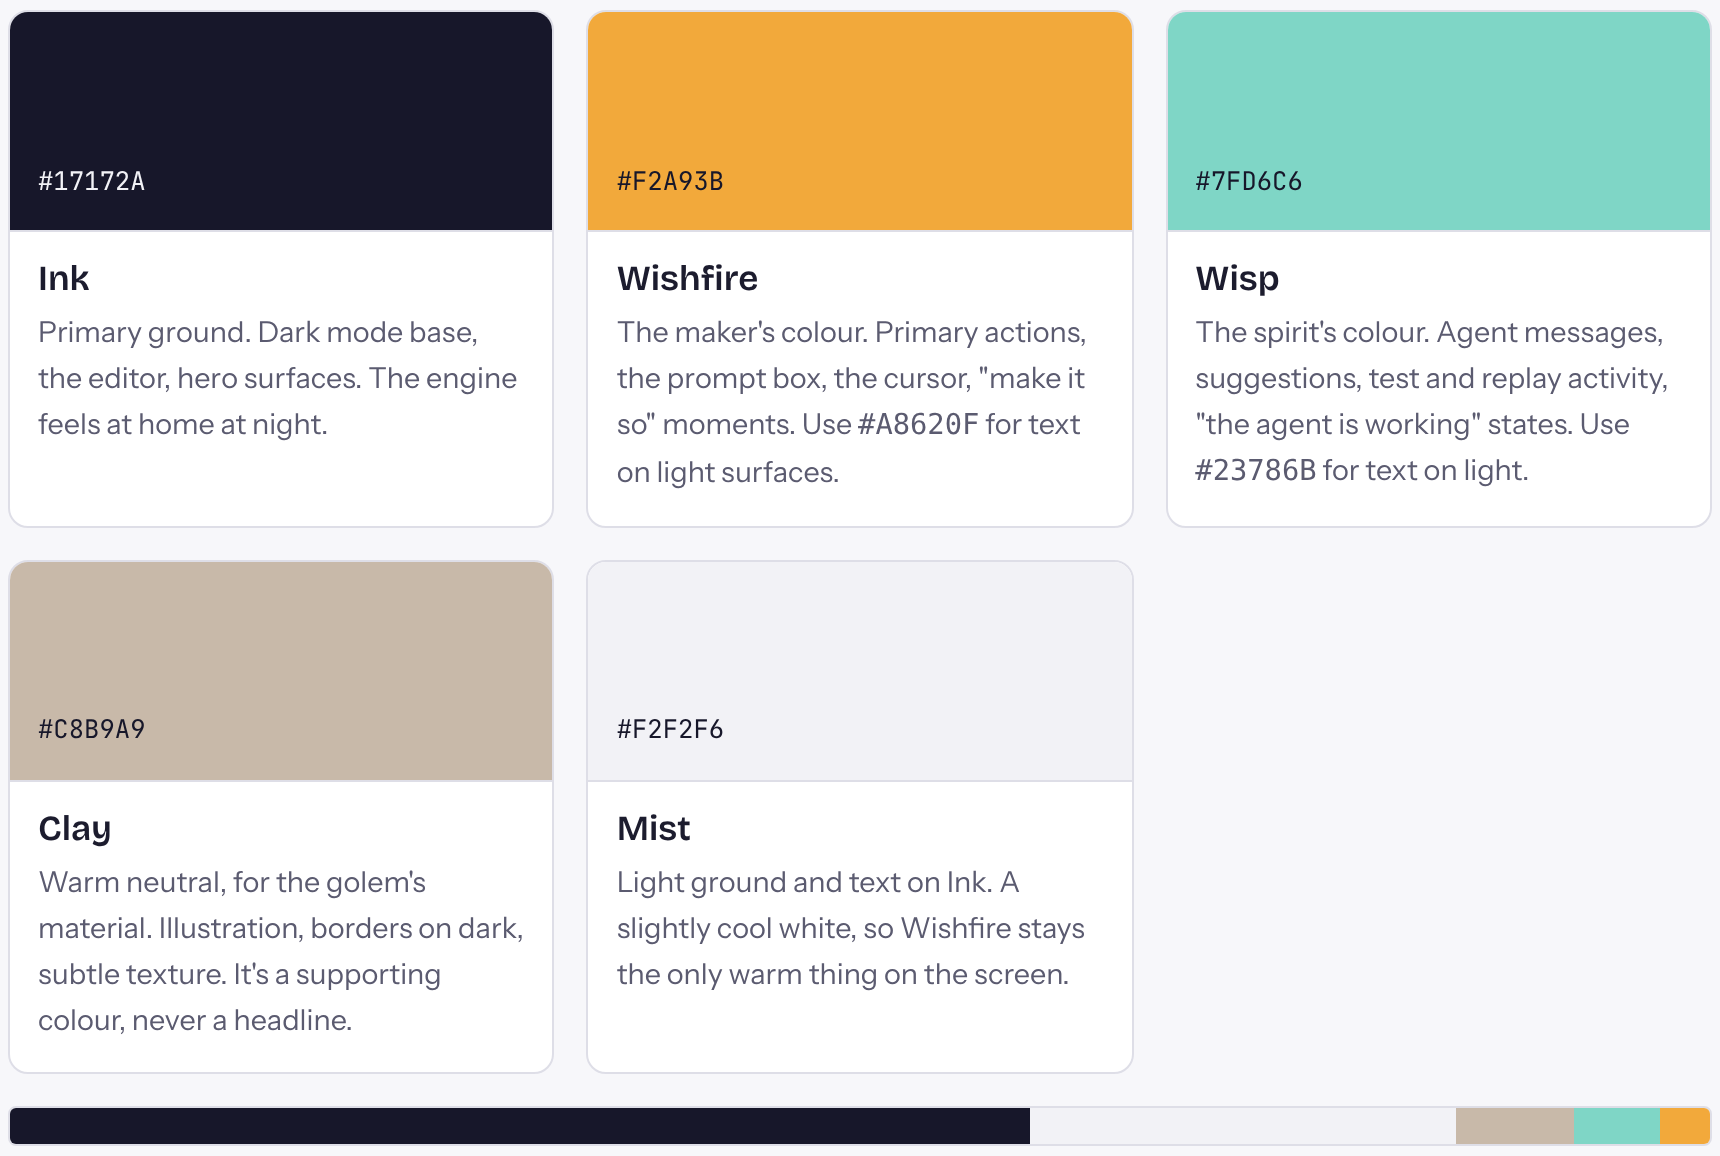 #17172A
Ink
Primary ground. Dark mode base,
the editor, hero surfaces. The engine
feels at home at night.
#F2A93B
Wishfire
The maker's colour. Primary actions,
the prompt box, the cursor, "make it
so" moments. Use #A8620F for text
on light surfaces.
#7FD6C6
Wisp
The spirit's colour. Agent messages,
suggestions, test and replay activity,
"the agent is working" states. Use
#23786B for text on light.
#C8B9A9
Clay
Warm neutral, for the golem's
material. Illustration, borders on dark,
subtle texture. It's a supporting
colour, never a headline.
#F2F2F6
Mist
Light ground and text on Ink. A
slightly cool white, so Wishfire stays
the only warm thing on the screen.